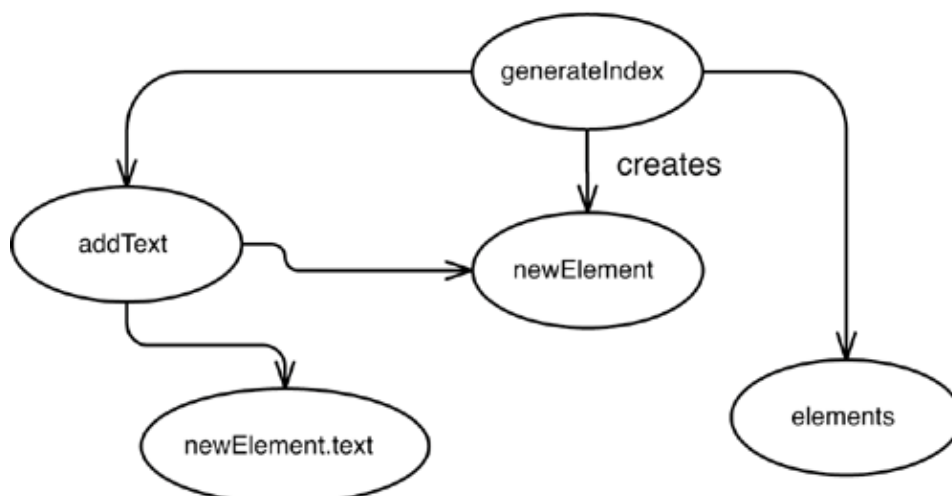 generateIndex
creates
addText
newElement
elements
newElement.text